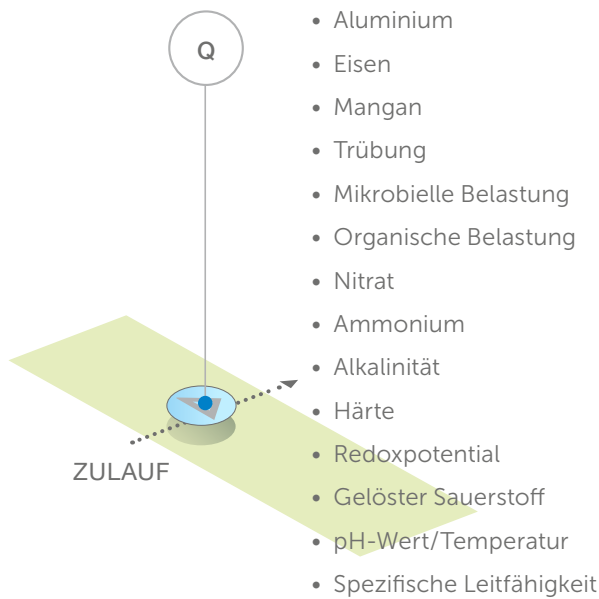 Q
• Aluminium
• Eisen
• Mangan
• Trübung
• Mikrobielle Belastung
• Organische Belastung
• Nitrat
• Ammonium
• Alkalinität
• Härte
• Redoxpotential
• Gelöster Sauerstoff
• pH-Wert/Temperatur
• Spezifische Leitfähigkeit
ZULAUF